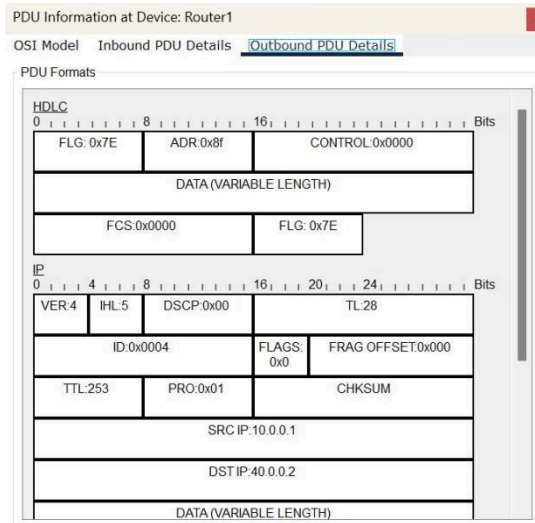 PDU Information at Device: Router1
OSI Model Inbound PDU Details Outbound PDU Details
PDU Formats
HDLC
0 8 16 Bits
FLG: 0x7E ADR:0x8f CONTROL:0x0000
DATA (VARIABLE LENGTH)
FCS:0x0000 FLG: 0x7E
IP
0 4 8 16 20 24 Bits
VER:4 IHL:5 DSCP:0x00 TL:28
ID:0x0004 FLAGS: 0x0 FRAG OFFSET:0x000
TTL:253 PRO:0x01 CHKSUM
SRC IP:10.0.0.1
DST IP:40.0.0.2
DATA (VARIABLE LENGTH)